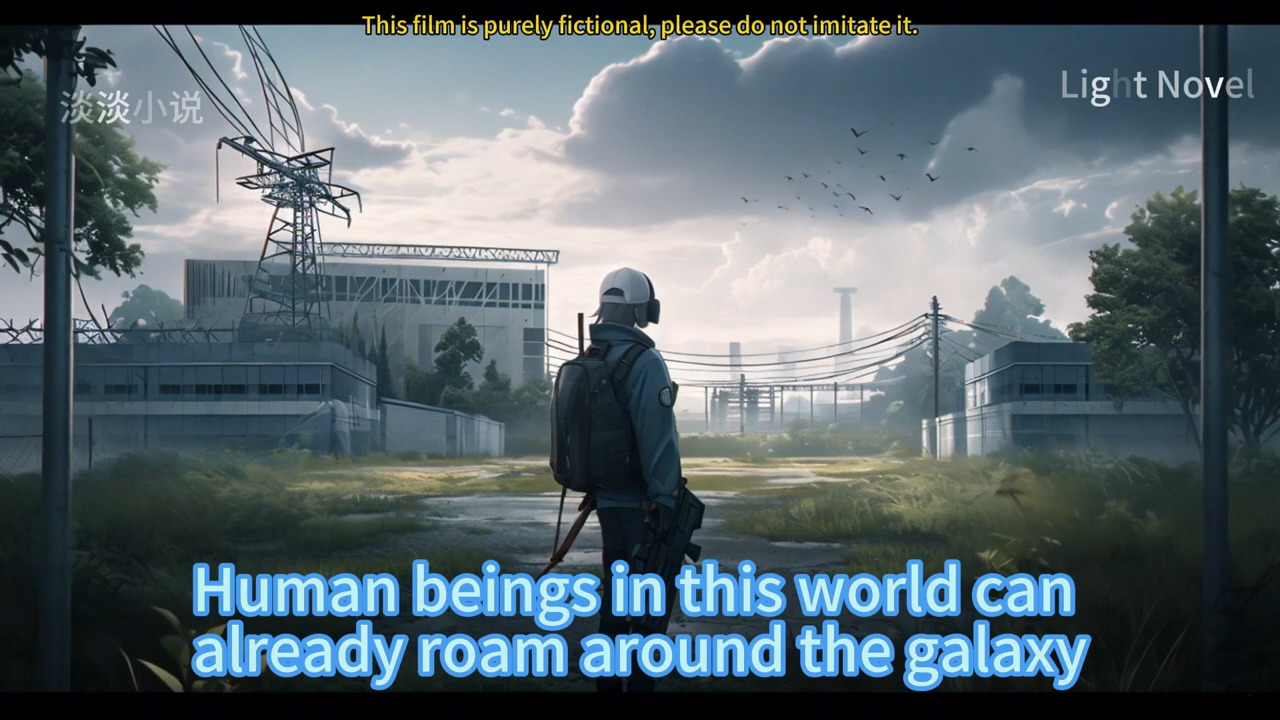 This film is purely fictional, please do not imitate it.
淡淡小说
Light Novel
Human beings in this world can
already roam around the galaxy